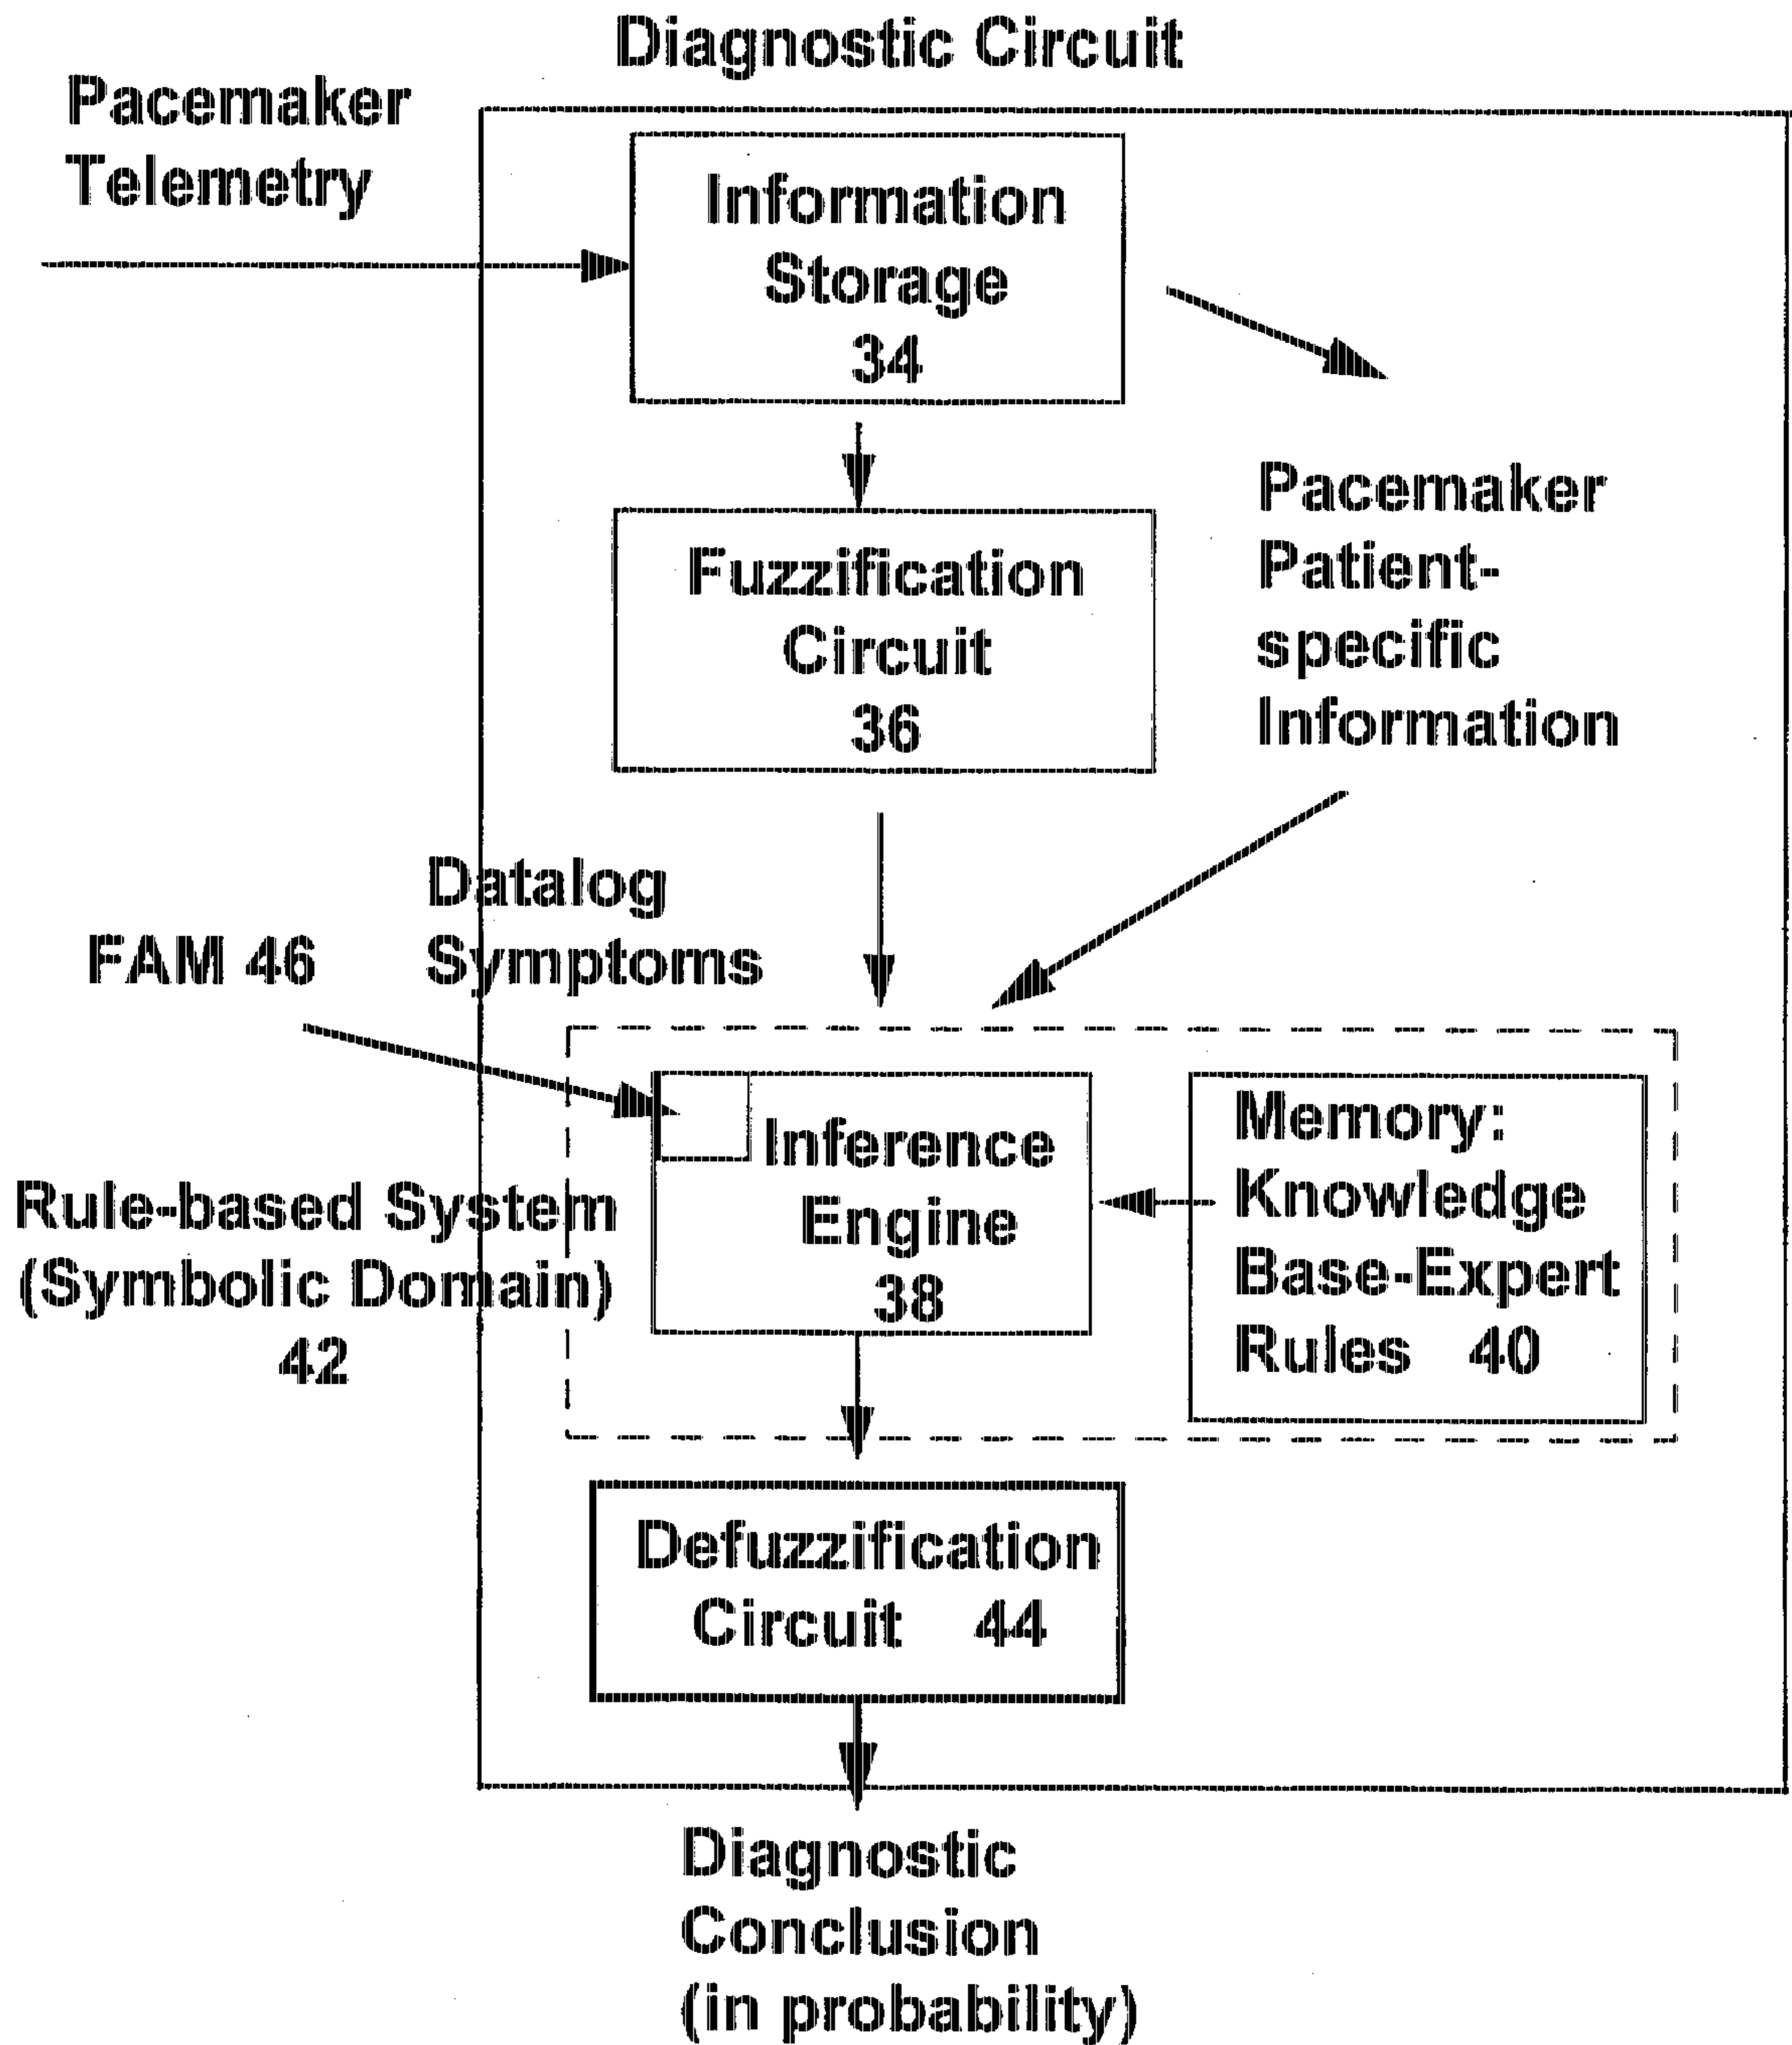 Diagnostic Circuit
Pacemaker
Telemetry
Information
Storage
34
Fuzzification
Circuit
36
Pacemaker
Patient-
specific
Information
Datalog
Symptoms
FAM 46
Inference
Engine
38
Memory:
Knowledge
Base-Expert
Rules 40
Rule-based System
(Symbolic Domain)
42
Defuzzification
Circuit 44
Diagnostic
Conclusion
(in probability)